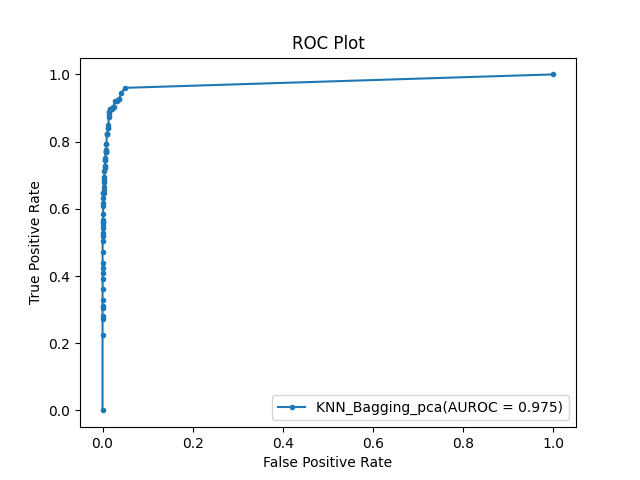 ROC Plot
True Positive Rate
1.0
0.8
0.6
0.4
0.2
0.0
KNN_Bagging_pca(AUROC = 0.975)
0.0 0.2 0.4 0.6 0.8 1.0
False Positive Rate